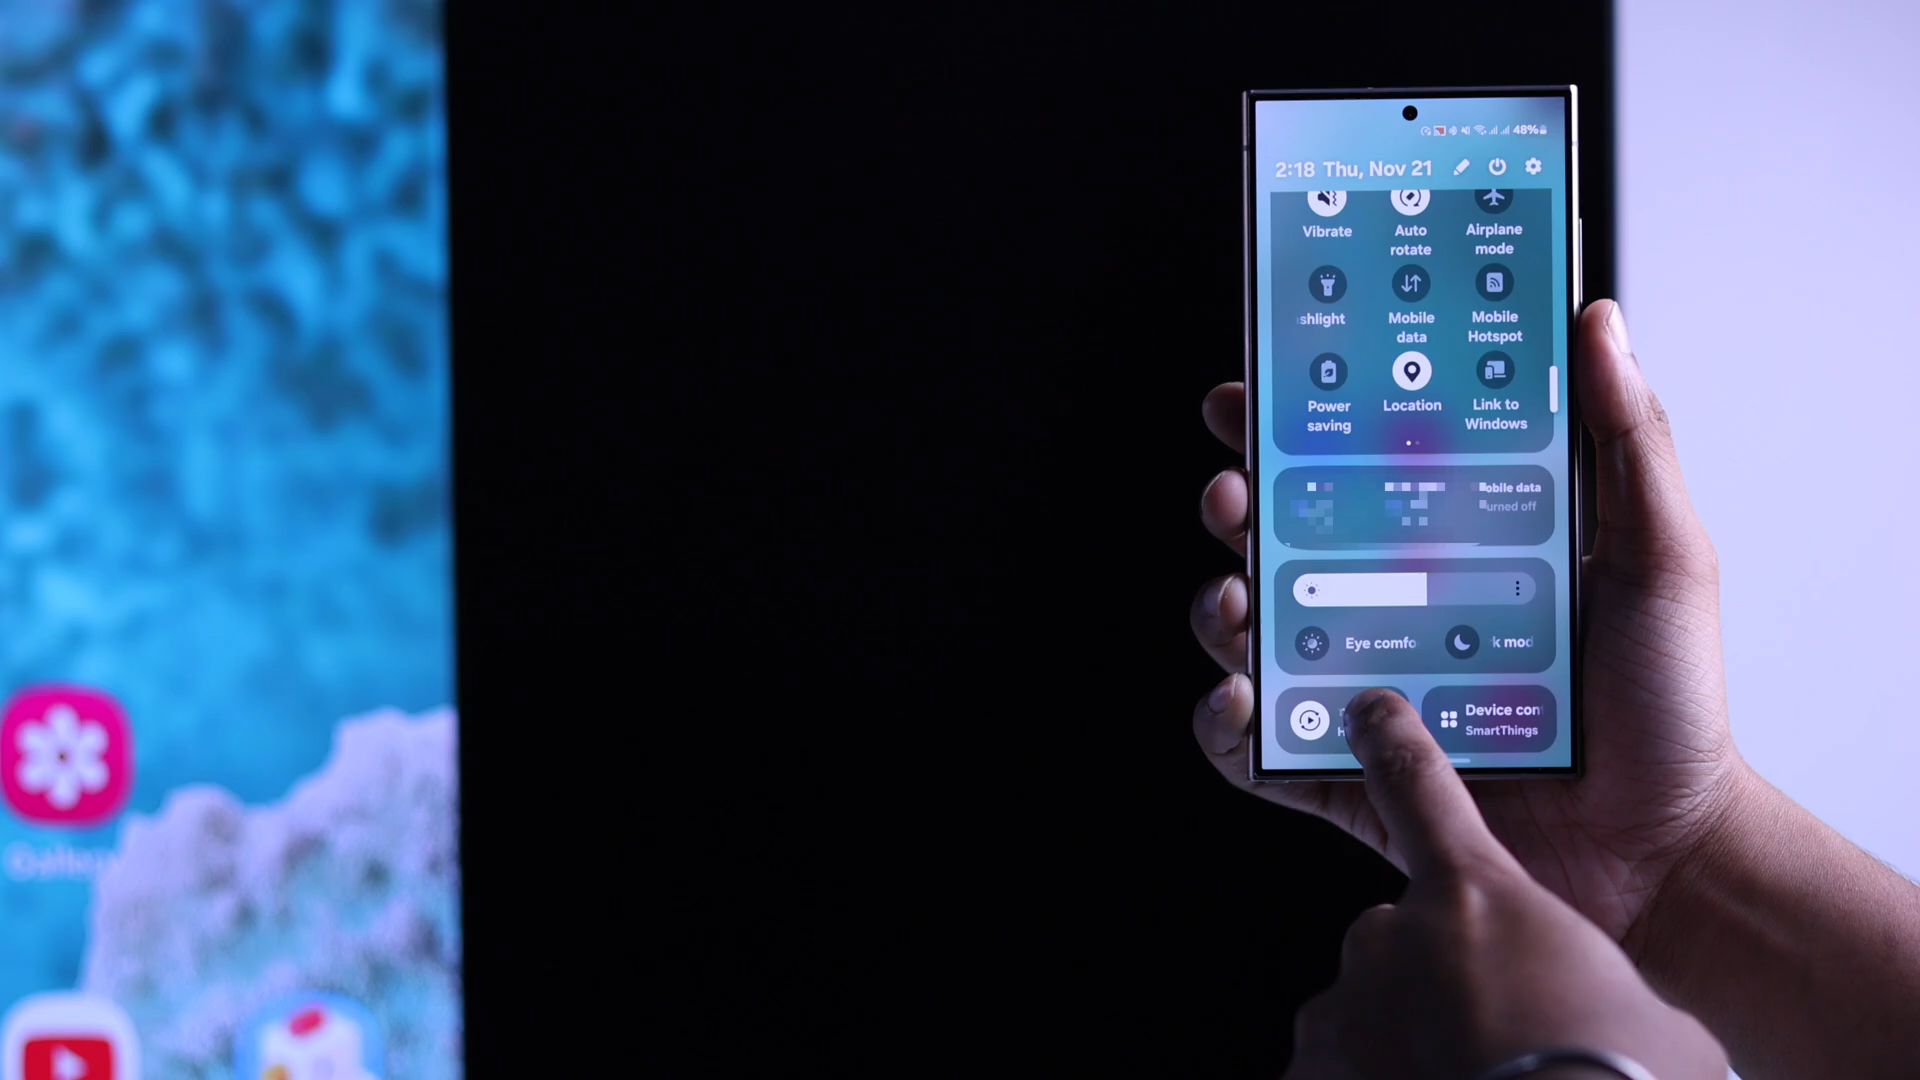 48%
2:18 Thu, Nov 21
Vibrate
Auto
rotate
Airplane
mode
shlight
Mobile
data
Mobile
Hotspot
Power
saving
Location
Link to
Windows
obile data
urned off
Eye comfo
k mod
Device con
SmartThings
Gallery